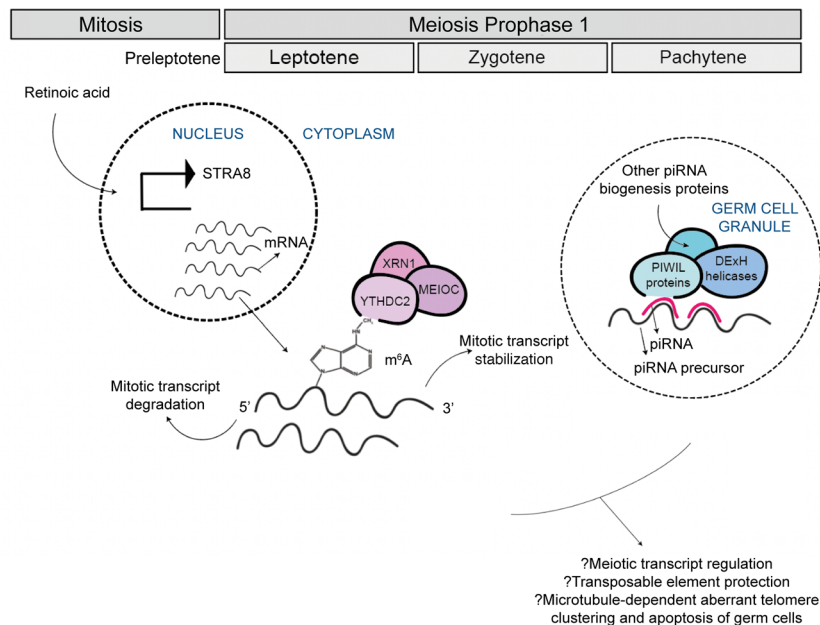 Mitosis
Meiosis Prophase 1
Preleptotene
Leptotene
Zygotene
Pachytene
Retinoic acid
NUCLEUS
CYTOPLASM
STRA8
mRNA
XRN1
YTHDC2
MEIOC
CH₃
HN
N
N
N
N
m⁶A
Mitotic transcript
stabilization
Mitotic transcript
degradation
5’
3’
Other piRNA
biogenesis proteins
GERM CELL
GRANULE
PIWIL
proteins
DExH
helicases
piRNA
piRNA precursor
?Meiotic transcript regulation
?Transposable element protection
?Microtubule-dependent aberrant telomere
clustering and apoptosis of germ cells